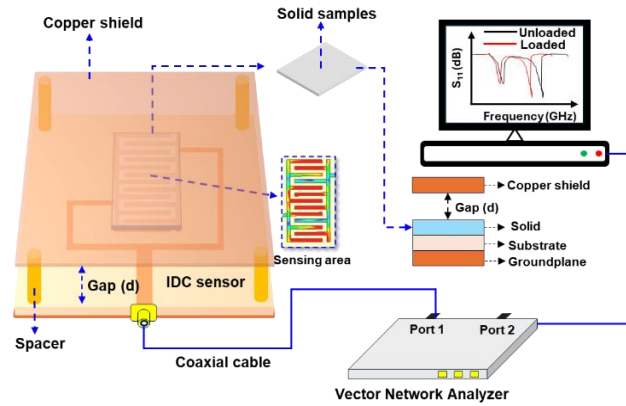 Copper shield
Solid samples
Unloaded
Loaded
S11 (dB)
Frequency (GHz)
Copper shield
Gap (d)
Solid
Substrate
Groundplane
Sensing area
Gap (d)
IDC sensor
Spacer
Coaxial cable
Port 1
Port 2
Vector Network Analyzer